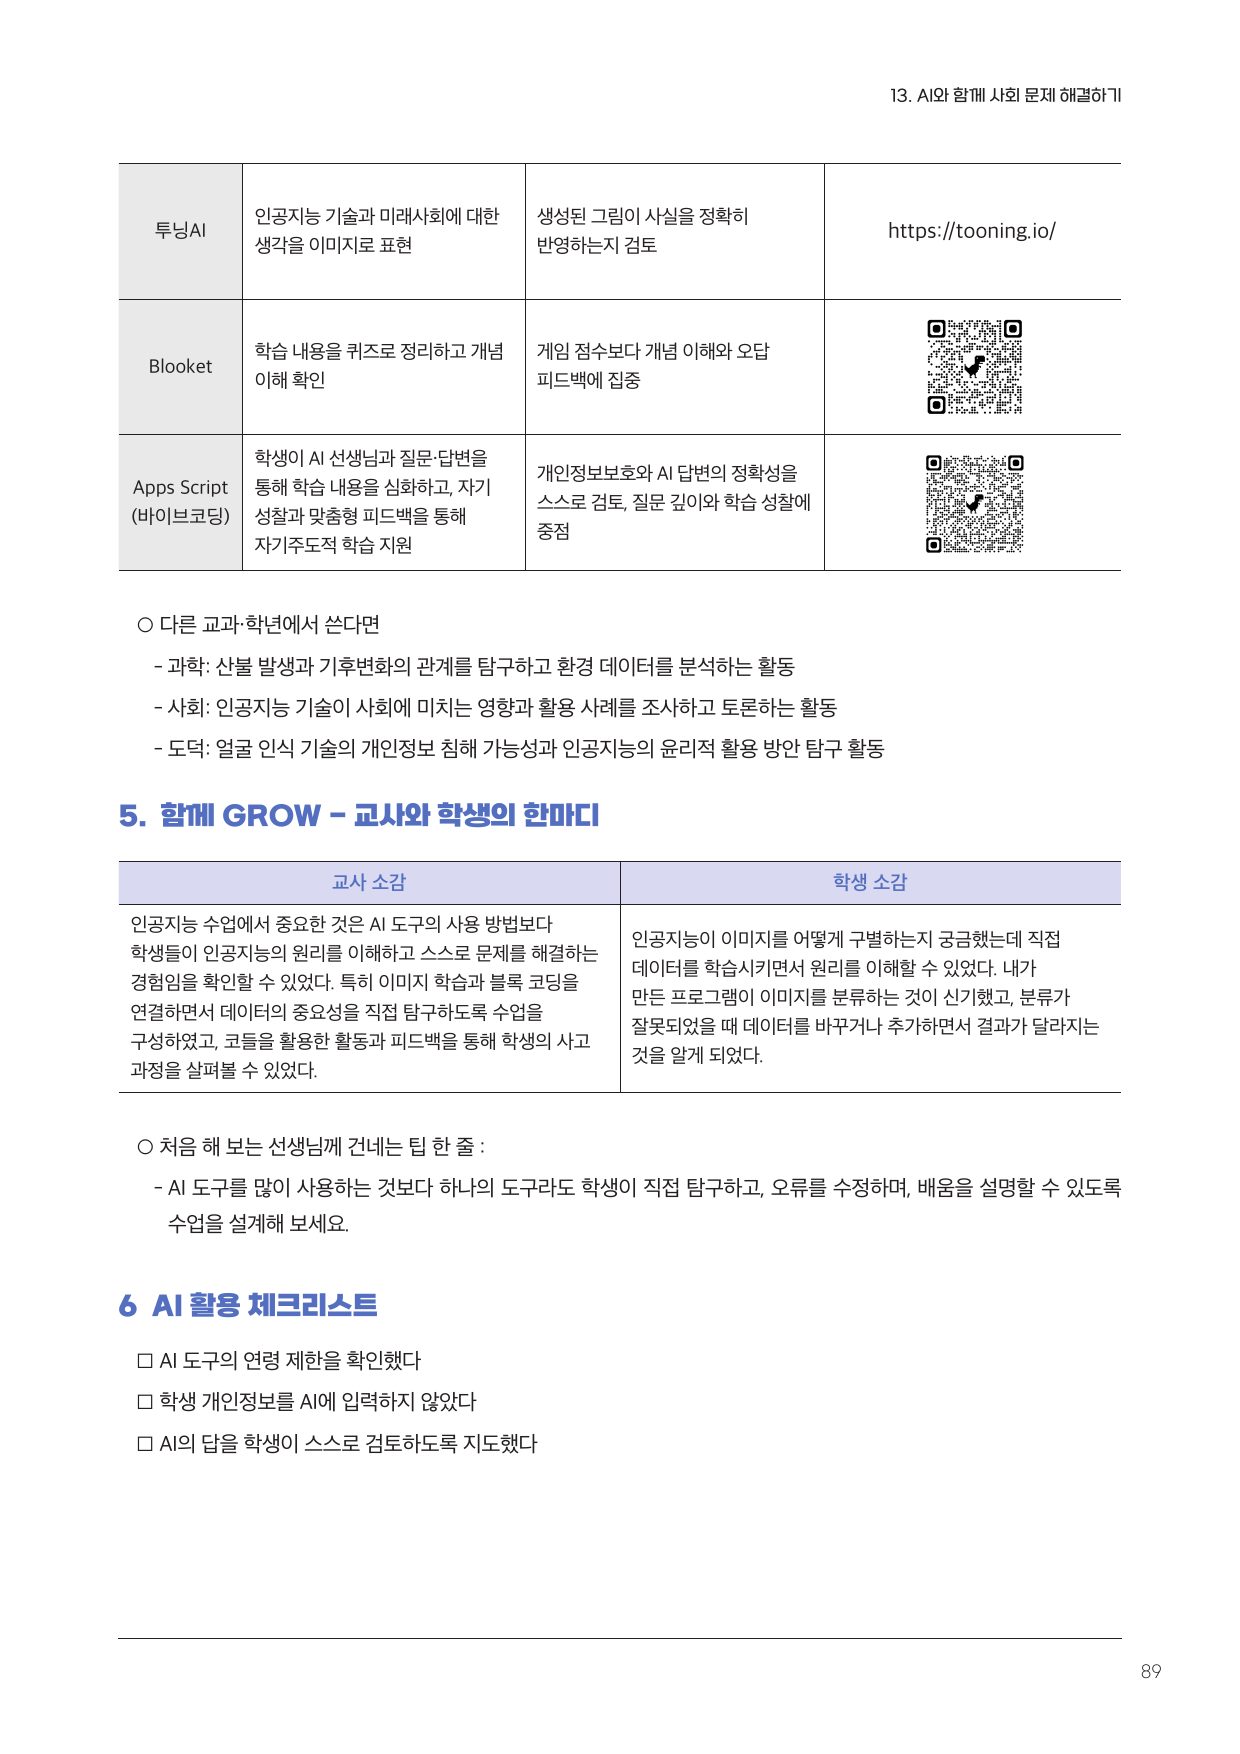 13. AI와 함께 사회 문제 해결하기
투닝AI
인공지능 기술과 미래사회에 대한
생각을 이미지로 표현
생성된 그림이 사실을 정확히
반영하는지 검토
https://tooning.io/
Blooket
학습 내용을 퀴즈로 정리하고 개념
이해 확인
게임 점수보다 개념 이해와 오답
피드백에 집중
Apps Script
(바이브코딩)
학생이 AI 선생님과 질문·답변을
통해 학습 내용을 심화하고, 자기
성찰과 맞춤형 피드백을 통해
자기주도적 학습 지원
개인정보보호와 AI 답변의 정확성을
스스로 검토, 질문 깊이와 학습 성찰에
중점
○ 다른 교과·학년에서 쓴다면
- 과학: 산불 발생과 기후변화의 관계를 탐구하고 환경 데이터를 분석하는 활동
- 사회: 인공지능 기술이 사회에 미치는 영향과 활용 사례를 조사하고 토론하는 활동
- 도덕: 얼굴 인식 기술의 개인정보 침해 가능성과 인공지능의 윤리적 활용 방안 탐구 활동
5. 함께 GROW - 교사와 학생의 한마디
교사 소감
학생 소감
인공지능 수업에서 중요한 것은 AI 도구의 사용 방법보다
학생들이 인공지능의 원리를 이해하고 스스로 문제를 해결하는
경험임을 확인할 수 있었다. 특히 이미지 학습과 블록 코딩을
연결하면서 데이터의 중요성을 직접 탐구하도록 수업을
구성하였고, 코들을 활용한 활동과 피드백을 통해 학생의 사고
과정을 살펴볼 수 있었다.
인공지능이 이미지를 어떻게 구별하는지 궁금했는데 직접
데이터를 학습시키면서 원리를 이해할 수 있었다. 내가
만든 프로그램이 이미지를 분류하는 것이 신기했고, 분류가
잘못되었을 때 데이터를 바꾸거나 추가하면서 결과가 달라지는
것을 알게 되었다.
○ 처음 해 보는 선생님께 건네는 팁 한 줄 :
- AI 도구를 많이 사용하는 것보다 하나의 도구라도 학생이 직접 탐구하고, 오류를 수정하며, 배움을 설명할 수 있도록
수업을 설계해 보세요.
6 AI 활용 체크리스트
□ AI 도구의 연령 제한을 확인했다
□ 학생 개인정보를 AI에 입력하지 않았다
□ AI의 답을 학생이 스스로 검토하도록 지도했다
89